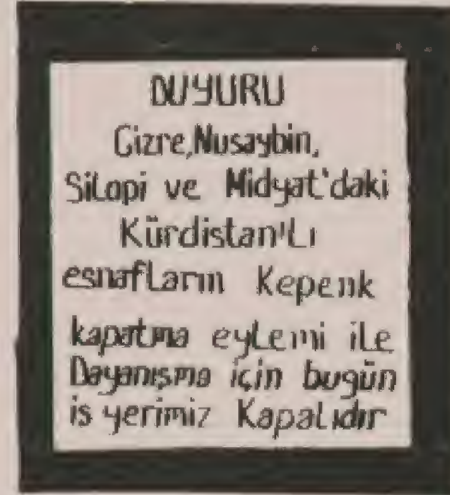 DUYURU
Cizre,Nusaybin,
Silopi ve Midyat'daki
Kürdistan'lı
esnafların Kepenk
kapatma eylemi ile
Dayanışma için bugün
is yerimiz Kapalıdır